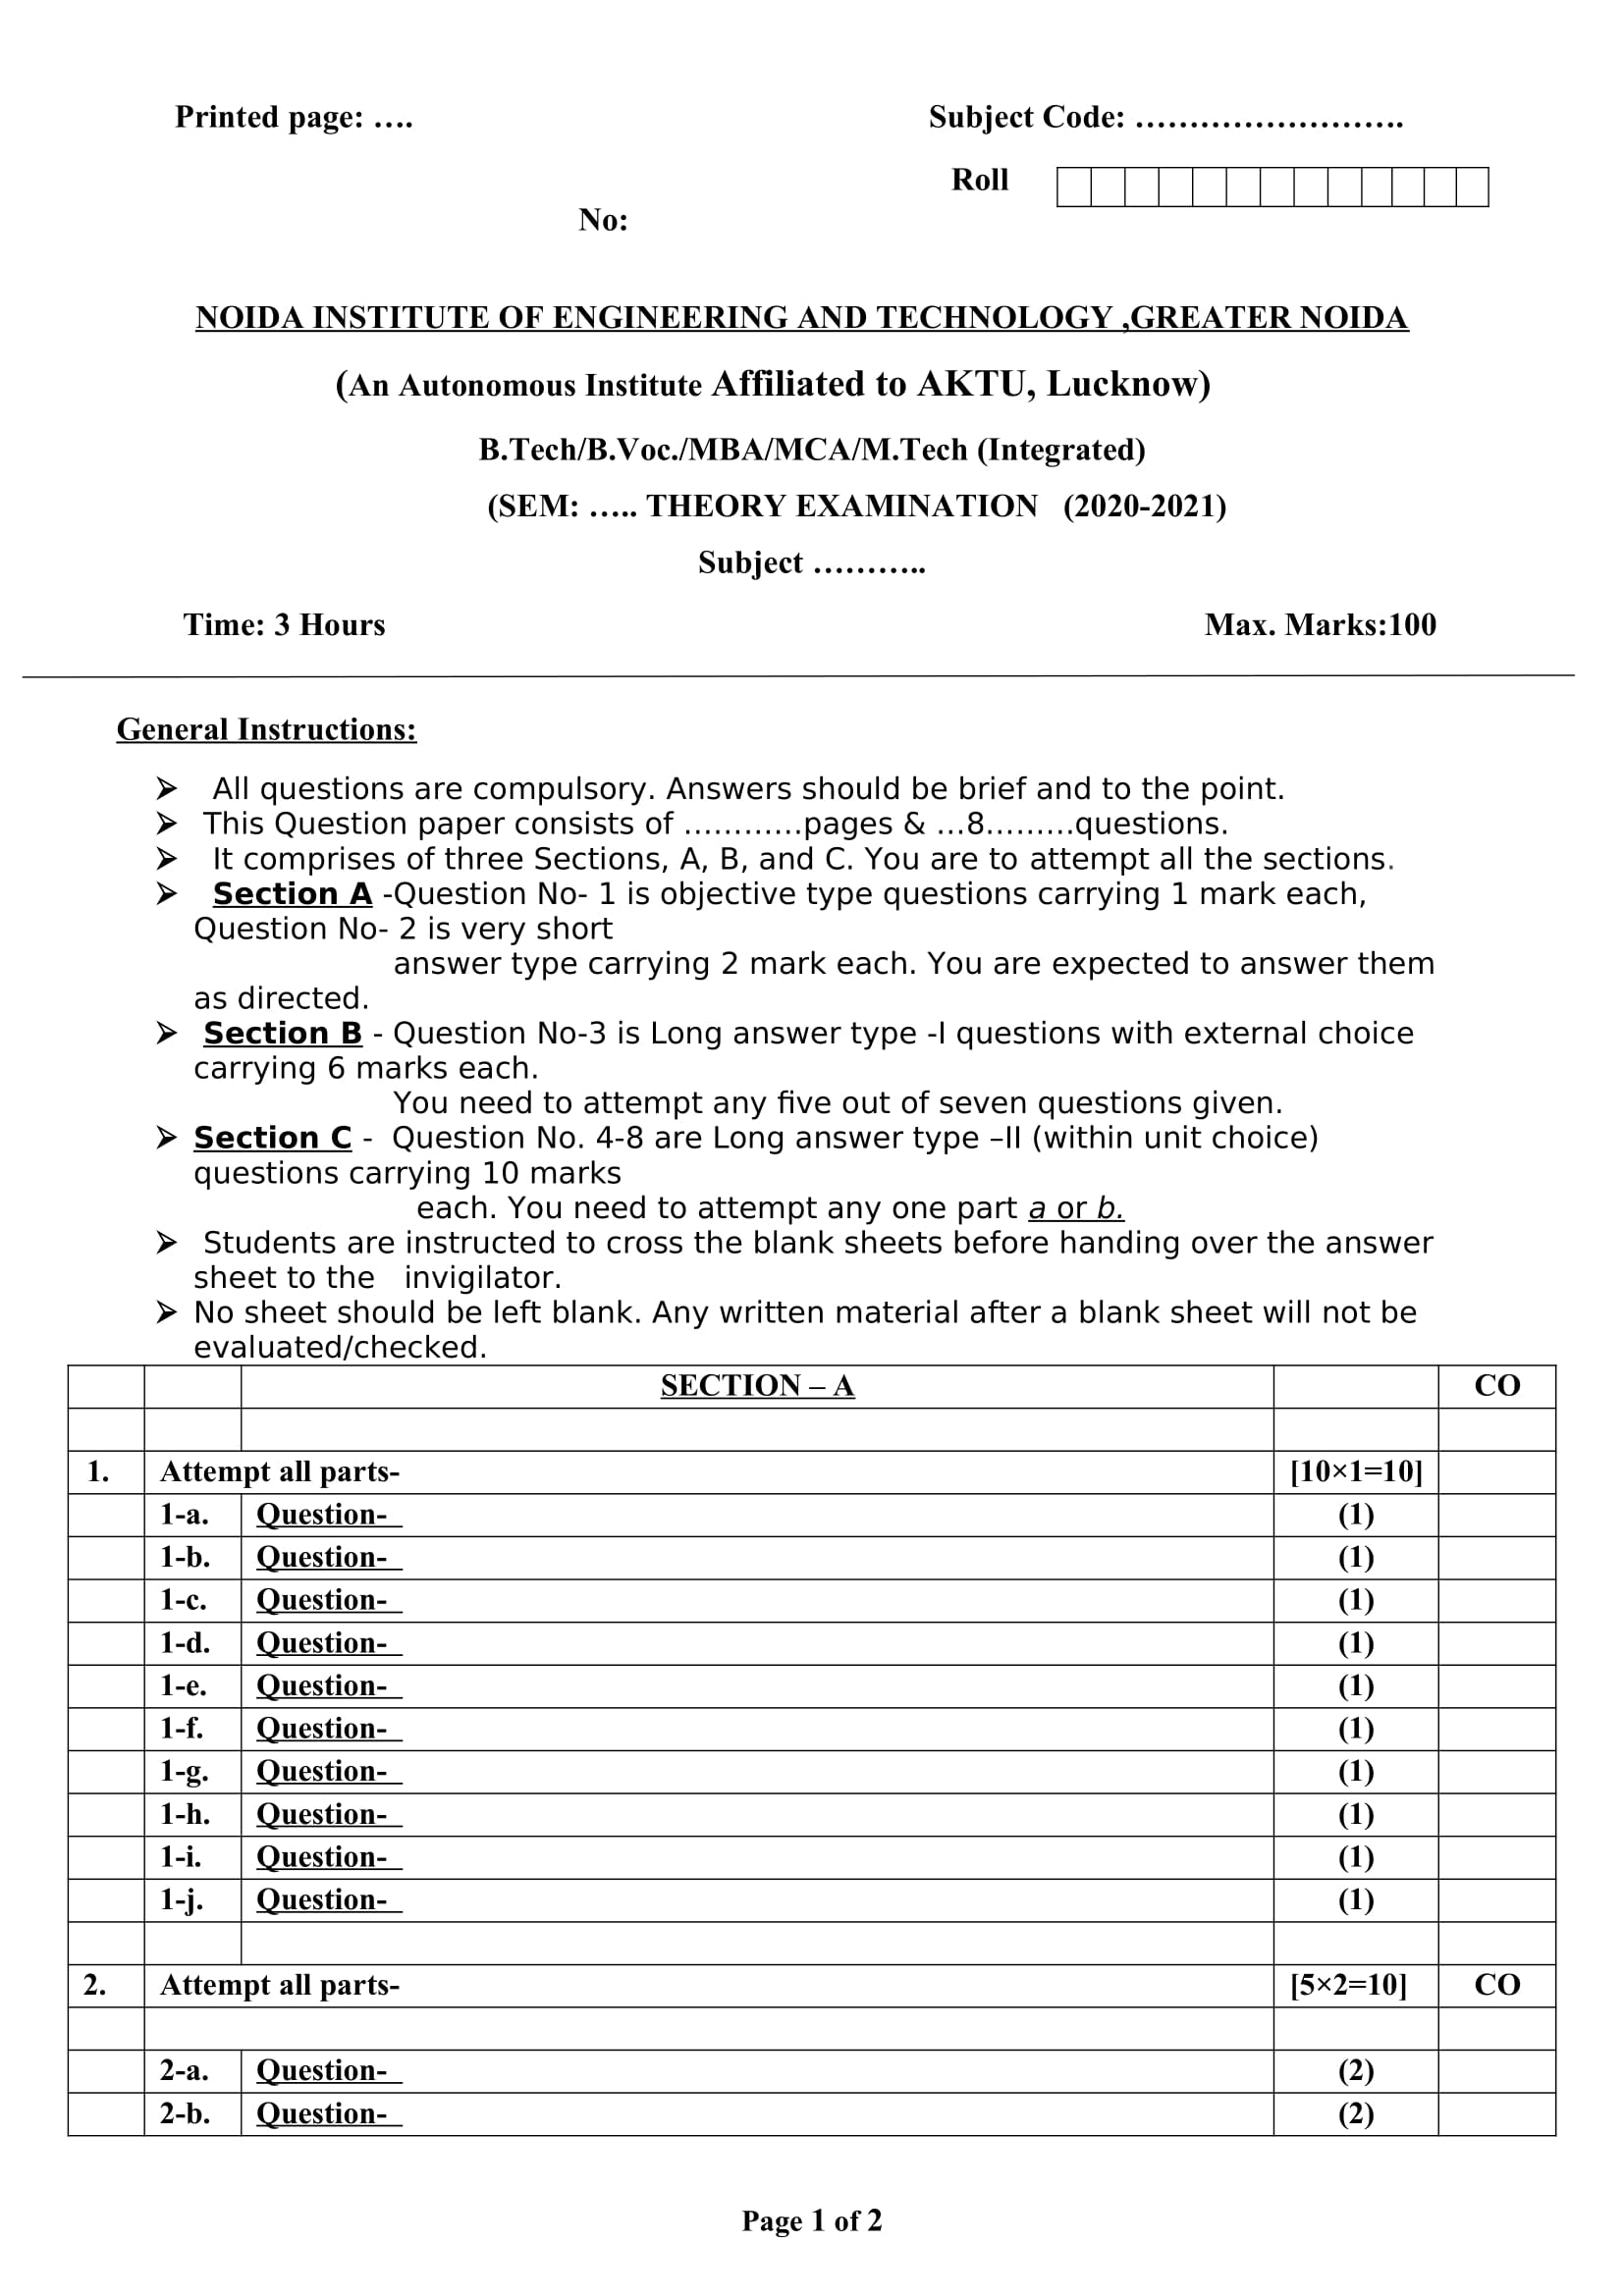 Printed page: …. Subject Code: …………………….
Roll
No:
NOIDA INSTITUTE OF ENGINEERING AND TECHNOLOGY ,GREATER NOIDA
(An Autonomous Institute Affiliated to AKTU, Lucknow)
B.Tech/B.Voc./MBA/MCA/M.Tech (Integrated)
(SEM: ….. THEORY EXAMINATION (2020-2021)
Subject ………..
Time: 3 Hours Max. Marks:100
General Instructions:
➢ All questions are compulsory. Answers should be brief and to the point.
➢ This Question paper consists of …………pages & …8………questions.
➢ It comprises of three Sections, A, B, and C. You are to attempt all the sections.
➢ Section A -Question No- 1 is objective type questions carrying 1 mark each,
Question No- 2 is very short
answer type carrying 2 mark each. You are expected to answer them
as directed.
➢ Section B - Question No-3 is Long answer type -I questions with external choice
carrying 6 marks each.
You need to attempt any five out of seven questions given.
➢ Section C - Question No. 4-8 are Long answer type –II (within unit choice)
questions carrying 10 marks
each. You need to attempt any one part a or b.
➢ Students are instructed to cross the blank sheets before handing over the answer
sheet to the invigilator.
➢ No sheet should be left blank. Any written material after a blank sheet will not be
evaluated/checked.
SECTION – A CO
1. Attempt all parts- [10×1=10]
1-a. Question- (1)
1-b. Question- (1)
1-c. Question- (1)
1-d. Question- (1)
1-e. Question- (1)
1-f. Question- (1)
1-g. Question- (1)
1-h. Question- (1)
1-i. Question- (1)
1-j. Question- (1)
2. Attempt all parts- [5×2=10] CO
2-a. Question- (2)
2-b. Question- (2)
Page 1 of 2